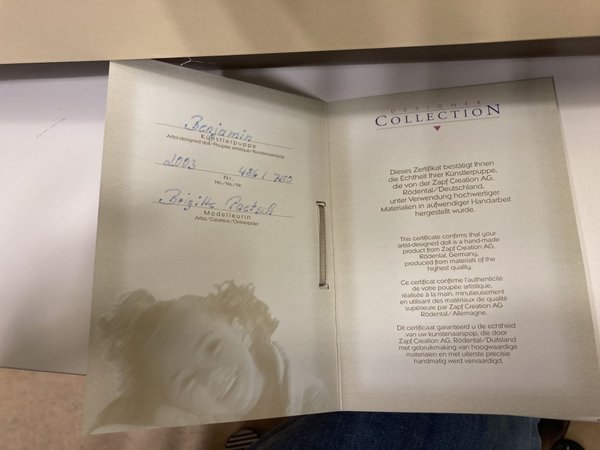 Benjamin
Künstlerpuppe
Artist-designed doll/Poupée artistique/Kunstenaarspop
2003 486/
Nr.
No./No./Nr.
Brigitte
Modelleurin
Artist/Créatrice/Ontwerpster
DESIGNER
COLLECTION
Dieses Zertifikat bestätigt Ihnen
die Echtheit Ihrer Künstlerpuppe,
die von der Zapf Creation AG,
Rödental/Deutschland,
unter Verwendung hochwertiger
Materialien in aufwendiger Handarbeit
hergestellt wurde.
This certificate confirms that your
artist-designed doll is a hand-made
product from Zapf Creation AG,
Rödental, Germany,
produced from materials of the
highest quality.
Ce certificat confirme l'authenticité
de votre poupée artistique,
réalisée à la main, minutieusement
en utilisant des matériaux de qualité
supérieure par Zapf Creation AG,
Rödental/Allemagne.
Dit certificaat garanteerd u de echtheid
van uw kunstenaarspop, die door
Zapf Creation AG, Rödental/Duitsland
met gebruikmaking van hoogwaardige
materialen en met uiterste precisie
handmatig werd vervaardigd.